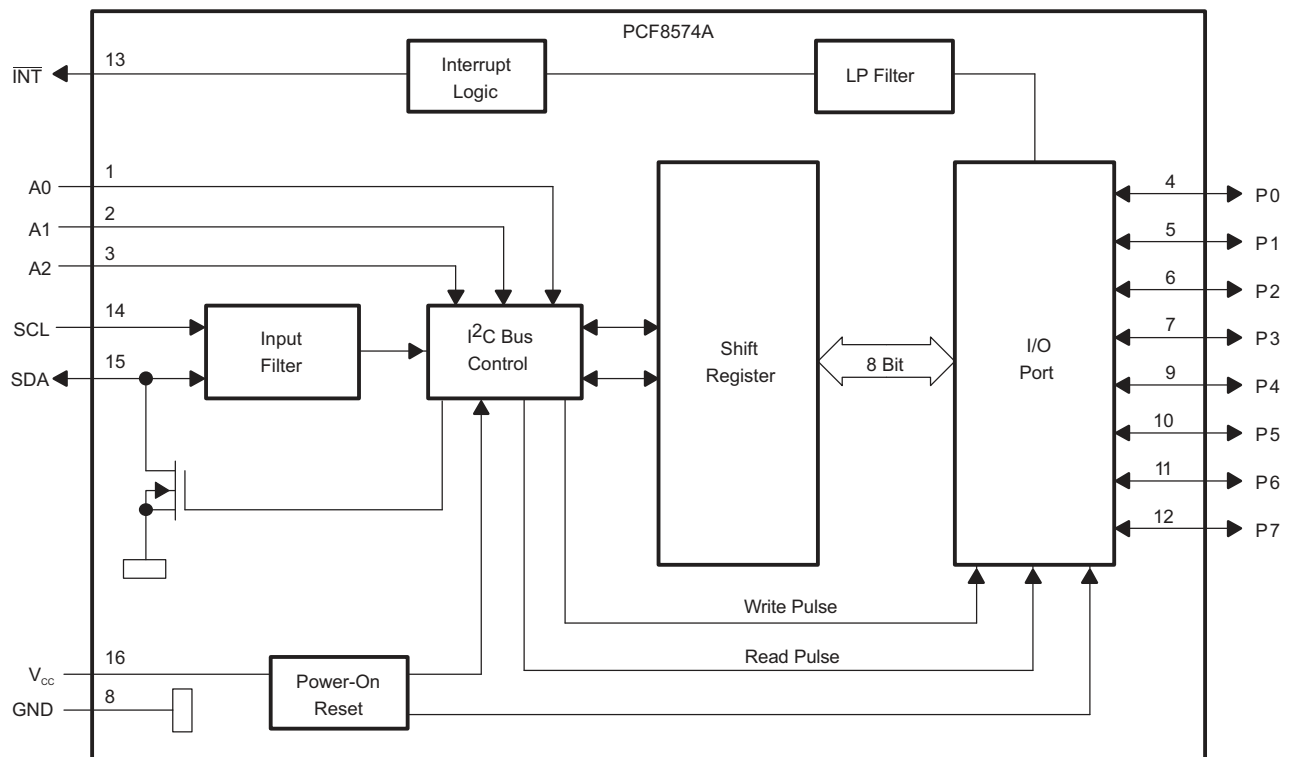 PCF8574A
INT
13
Interrupt
Logic
LP Filter
A0
1
A1
2
A2
3
SCL
14
SDA
15
Input
Filter
I2C Bus
Control
Shift
Register
8 Bit
I/O
Port
4
P0
5
P1
6
P2
7
P3
9
P4
10
P5
11
P6
12
P7
Write Pulse
Read Pulse
VCC
16
GND
8
Power-On
Reset